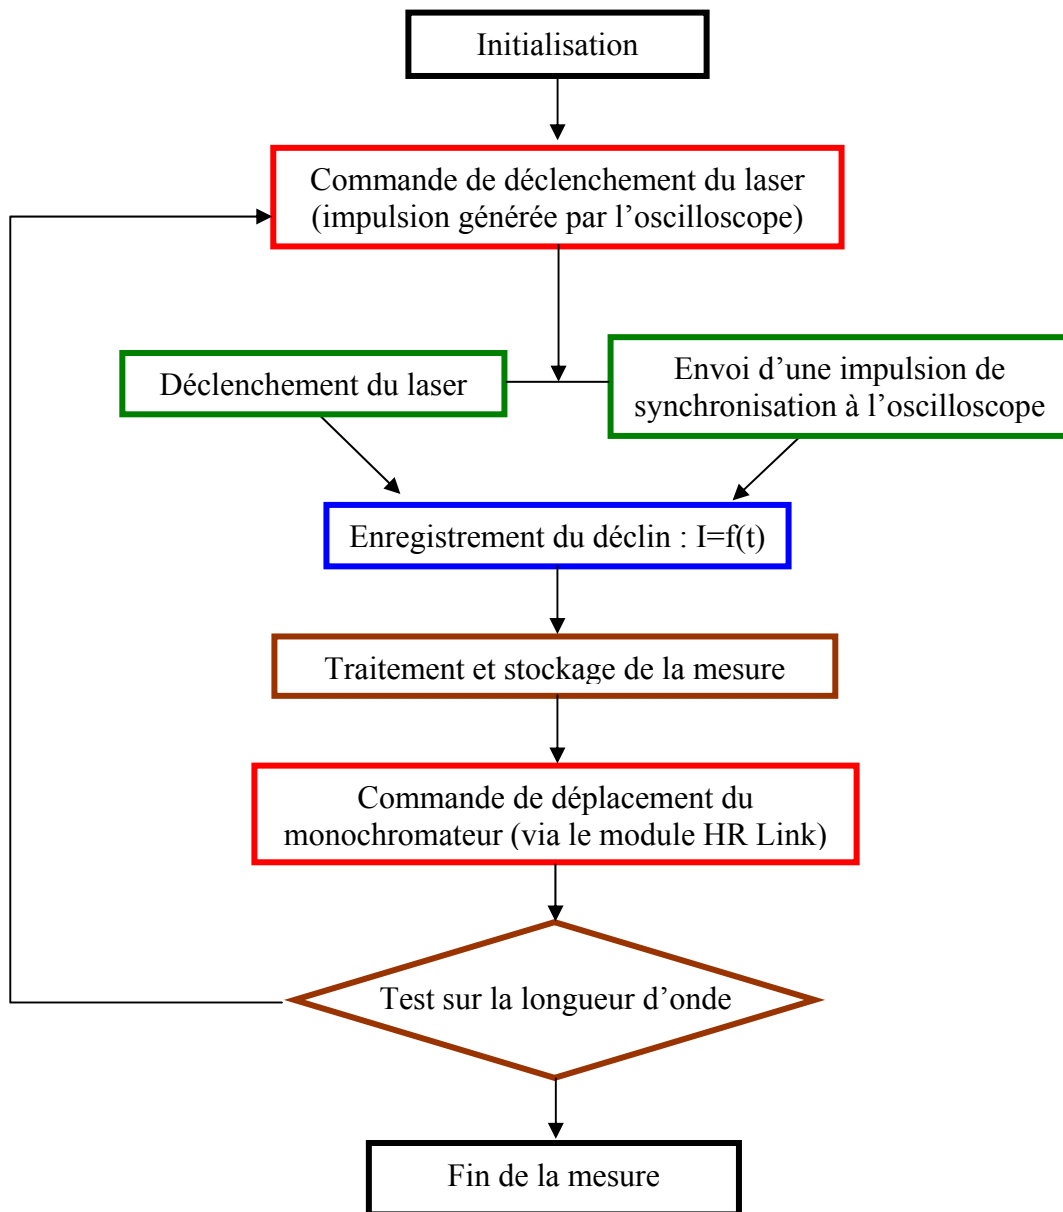 Initialisation
Commande de déclenchement du laser
(impulsion générée par l’oscilloscope)
Déclenchement du laser
Envoi d’une impulsion de
synchronisation à l’oscilloscope
Enregistrement du déclin : I=f(t)
Traitement et stockage de la mesure
Commande de déplacement du
monochromateur (via le module HR Link)
Test sur la longueur d’onde
Fin de la mesure